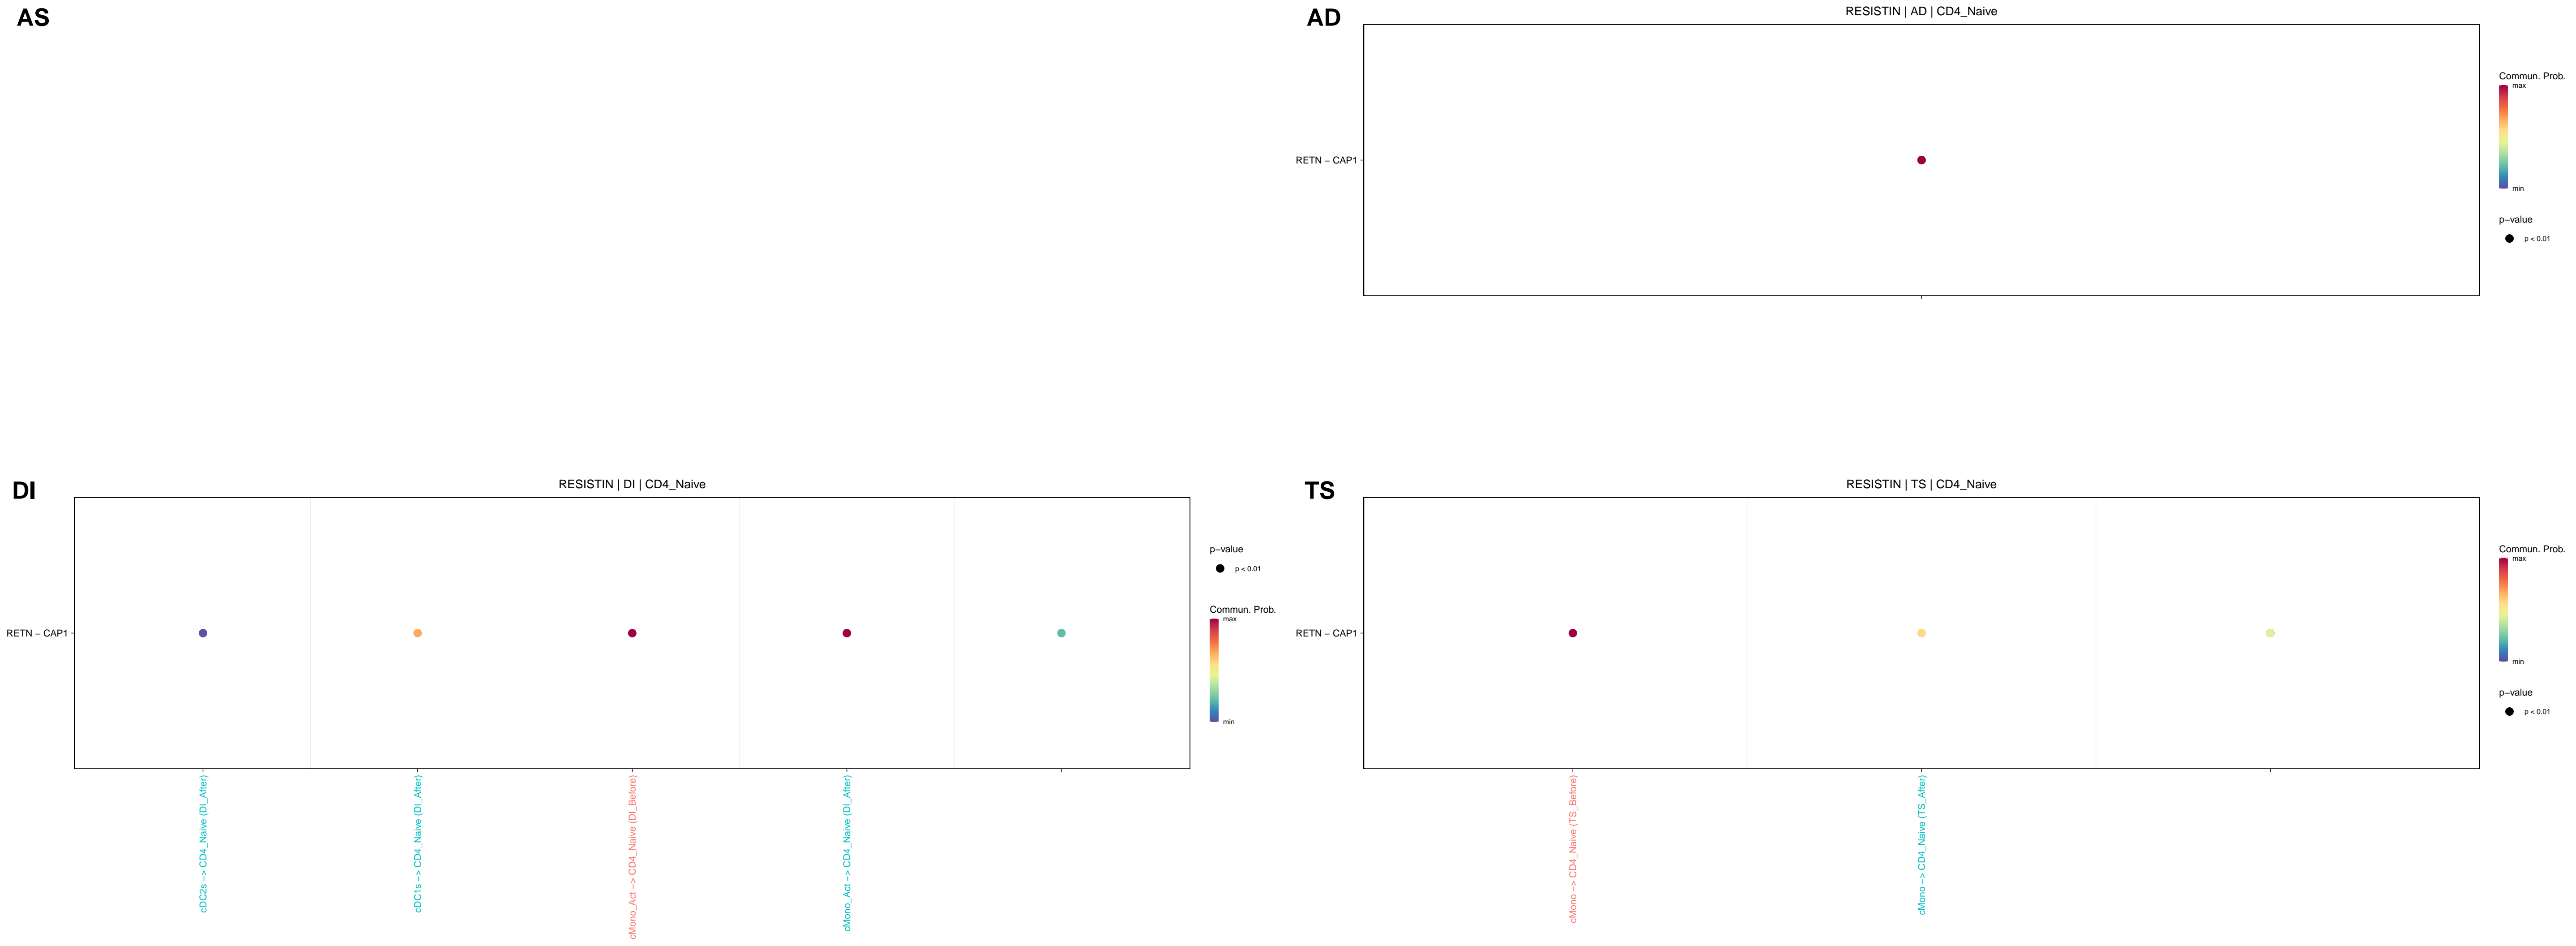 AS
AD
RESISTIN | AD | CD4_Naive
RETN − CAP1
Commun. Prob.
max
min
p−value
p < 0.01
DI
RESISTIN | DI | CD4_Naive
RETN − CAP1
cDC2s −> CD4_Naive (DI_After)
cDC1s −> CD4_Naive (DI_After)
cMono_Act −> CD4_Naive (DI_Before)
cMono_Act −> CD4_Naive (DI_After)
p−value
p < 0.01
Commun. Prob.
max
min
TS
RESISTIN | TS | CD4_Naive
RETN − CAP1
cMono −> CD4_Naive (TS_Before)
cMono −> CD4_Naive (TS_After)
Commun. Prob.
max
min
p−value
p < 0.01